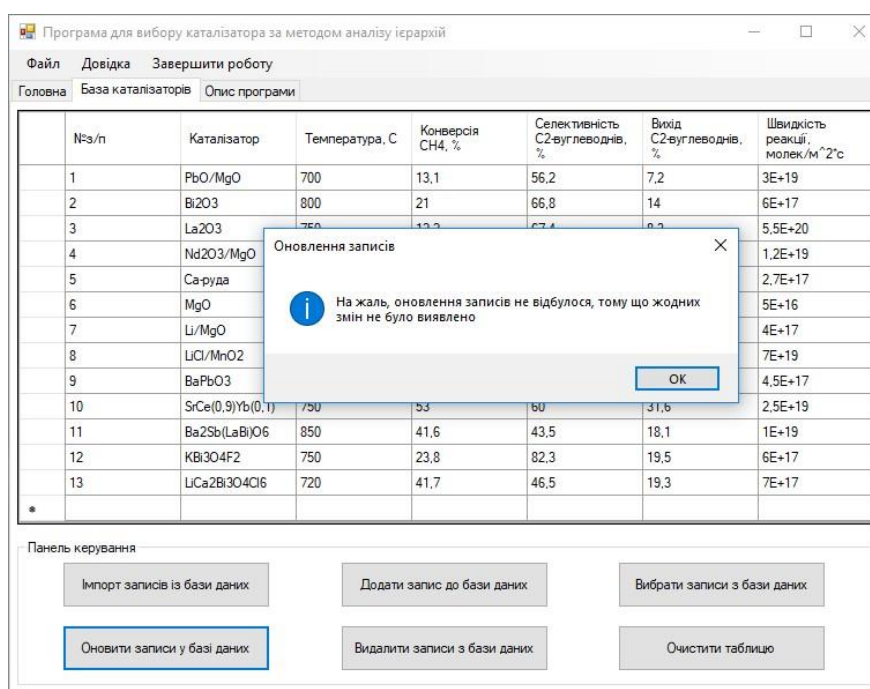 Програма для вибору каталізатора за методом аналізу ієрархій
Файл Довідка Завершити роботу
Головна База каталізаторів Опис програми
№з/п Каталізатор Температура, С Конверсія CH4, % Селективність С2-вуглеводнів, % Вихід С2-вуглеводнів, % Швидкість реакції, молек/м^2*с
1 PbO/MgO 700 13,1 56,2 7,2 3E+19
2 Bi2O3 800 21 66,8 14 6E+17
3 La2O3 5,5E+20
4 Nd2O3/MgO 1,2E+19
5 Са-руда 2,7E+17
6 MgO 5E+16
7 Li/MgO 4E+17
8 LiCl/MnO2 7E+19
9 BaPbO3 4,5E+17
Оновлення записів
На жаль, оновлення записів не відбулося, тому що жодних
змін не було виявлено
OK
10 SrCe(0,9)Yb(0,1) 750 53 60 31,6 2,5E+19
11 Ba2Sb(LaBi)O6 850 41,6 43,5 18,1 1E+19
12 KBi3O4F2 750 23,8 82,3 19,5 6E+17
13 LiCa2Bi3O4Cl6 720 41,7 46,5 19,3 7E+17
Панель керування
Імпорт записів із бази даних Додати запис до бази даних Вибрати записи з бази даних
Оновити записи у базі даних Видалити записи з бази даних Очистити таблицю